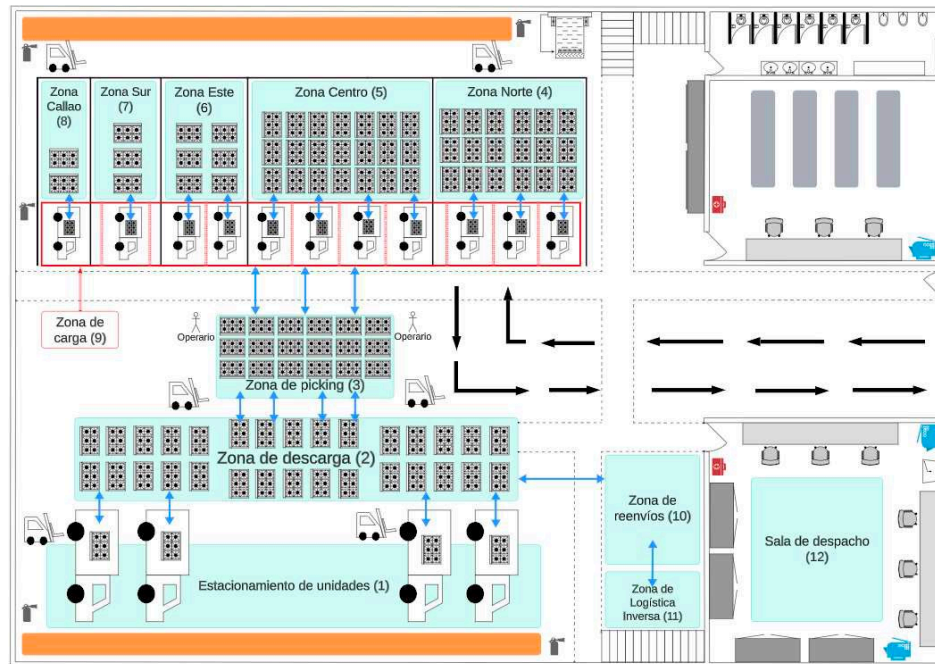 Zona
Callao
(8)
Zona Sur
(7)
Zona Este
(6)
Zona Centro (5)
Zona Norte (4)
Zona de
carga (9)
Operario
Operario
Zona de picking (3)
Zona de descarga (2)
Estacionamiento de unidades (1)
Zona de
reenvíos (10)
Zona de
Logística
Inversa (11)
Sala de despacho
(12)